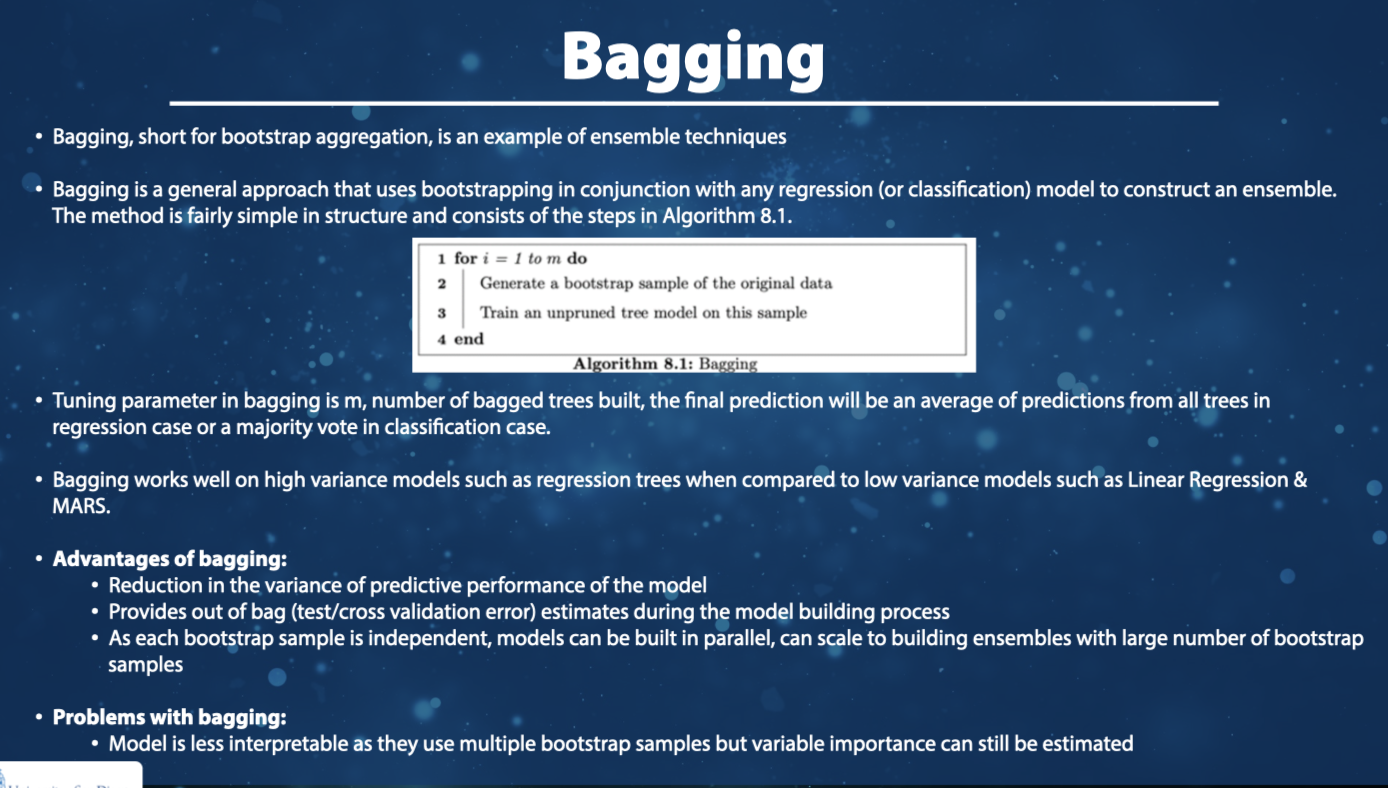 Bagging
• Bagging, short for bootstrap aggregation, is an example of ensemble techniques
• Bagging is a general approach that uses bootstrapping in conjunction with any regression (or classification) model to construct an ensemble.
The method is fairly simple in structure and consists of the steps in Algorithm 8.1.
1 for i = 1 to m do
2 Generate a bootstrap sample of the original data
3 Train an unpruned tree model on this sample
4 end
Algorithm 8.1: Bagging
• Tuning parameter in bagging is m, number of bagged trees built, the final prediction will be an average of predictions from all trees in
regression case or a majority vote in classification case.
• Bagging works well on high variance models such as regression trees when compared to low variance models such as Linear Regression &
MARS.
• Advantages of bagging:
• Reduction in the variance of predictive performance of the model
• Provides out of bag (test/cross validation error) estimates during the model building process
• As each bootstrap sample is independent, models can be built in parallel, can scale to building ensembles with large number of bootstrap
samples
• Problems with bagging:
• Model is less interpretable as they use multiple bootstrap samples but variable importance can still be estimated